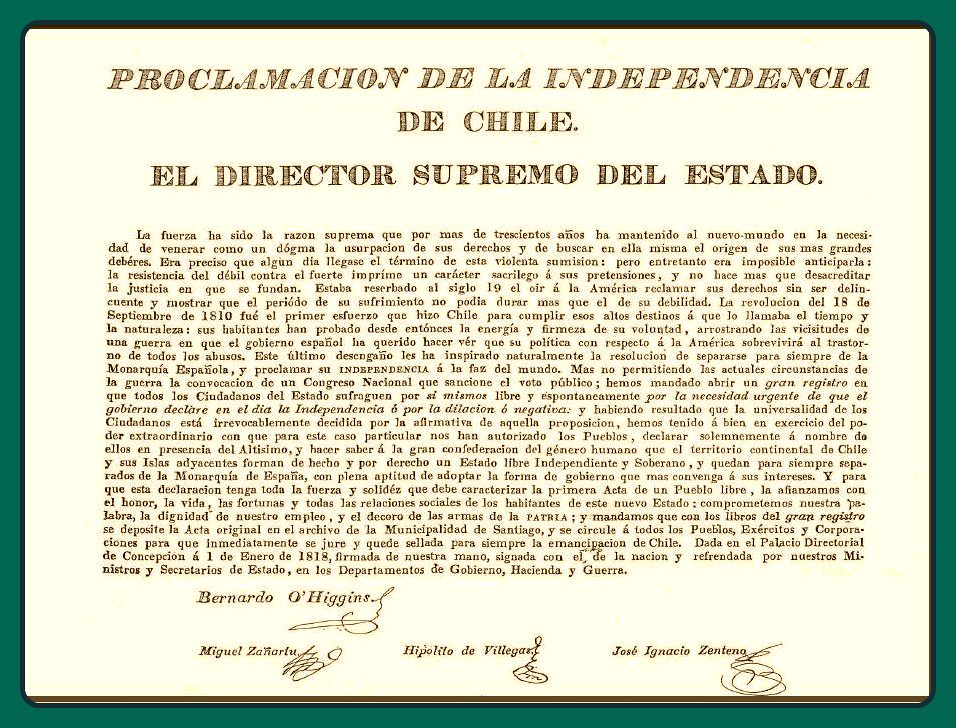 PROCLAMACION DE LA INDEPENDENCIA
DE CHILE.
EL DIRECTOR SUPREMO DEL ESTADO.
La fuerza ha sido la razon suprema que por mas de trescientos años ha mantenido al nuevo-mundo en la necesi-
dad de venerar como un dógma la usurpacion de sus derechos y de buscar en ella misma el origen de sus mas grandes
debéres. Era preciso que algun dia llegase el término de esta violenta sumision: pero entretanto era imposible anticiparla:
la resistencia del débil contra el fuerte imprime un carácter sacrilego á sus pretensiones, y no hace mas que desacreditar
la justicia en que se fundan. Estaba reserbado al siglo 19 el oir á la América reclamar sus derechos sin ser delin-
cuente y mostrar que el periódo de su sufrimiento no podia durar mas que el de su debilidad. La revolucion del 18 de
Septiembre de 1810 fué el primer esfuerzo que hizo Chile para cumplir esos altos destinos á que lo llamaba el tiempo y
la naturaleza: sus habitantes han probado desde entónces la energía y firmeza de su voluntad, arrostrando las vicisitudes de
una guerra en que el gobierno español ha querido hacer vér que su política con respecto á la América sobrevivirá al trastor-
no de todos los abusos. Este último desengaño les ha inspirado naturalmente la resolucion de separarse para siempre de la
Monarquía Española, y proclamar su INDEPENDENCIA á la faz del mundo. Mas no permitiendo las actuales circunstancias de
la guerra la convocacion de un Congreso Nacional que sancione el voto público; hemos mandado abrir un gran registro en
que todos los Ciudadanos del Estado sufraguen por sí mismos libre y espontaneamente por la necesidad urgente de que el
gobierno declare en el dia la Independencia ó por la dilacion ó negativa: y habiendo resultado que la universalidad de los
Ciudadanos está irrevocablemente decidida por la afirmativa de aquella proposicion, hemos tenido á bien en exercicio del po-
der extraordinario con que para este caso particular nos han autorizado los Pueblos, declarar solemnemente á nombre de
ellos en presencia del Altisimo, y hacer saber á la gran confederacion del género humano que el territorio continental de Chile
y sus Islas adyacentes forman de hecho y por derecho un Estado libre Independiente y Soberano, y quedan para siempre sepa-
rados de la Monarquía de España, con plena aptitud de adoptar la forma de gobierno que mas convenga á sus intereses. Y para
que esta declaracion tenga toda la fuerza y solidéz que debe caracterizar la primera Acta de un Pueblo libre, la afianzamos con
el honor, la vida, las fortunas y todas las relaciones sociales de los habitantes de este nuevo Estado: comprometemos nuestra pa-
labra, la dignidad de nuestro empleo, y el decoro de las armas de la PATRIA; y mandamos que con los libros del gran registro
se deposite la Acta original en el archivo de la Municipalidad de Santiago, y se circule á todos los Pueblos, Exércitos y Corpora-
ciones para que inmediatamente se jure y quede sellada para siempre la emancipacion de Chile. Dada en el Palacio Directorial
de Concepcion á 1 de Enero de 1818, firmada de nuestra mano, signada con el de la nacion y refrendada por nuestros Mi-
nistros y Secretarios de Estado, en los Departamentos de Gobierno, Hacienda y Guerra.
Bernardo O'Higgins
Miguel Zañartu, Hipólito de Villegas José Ignacio Zenteno